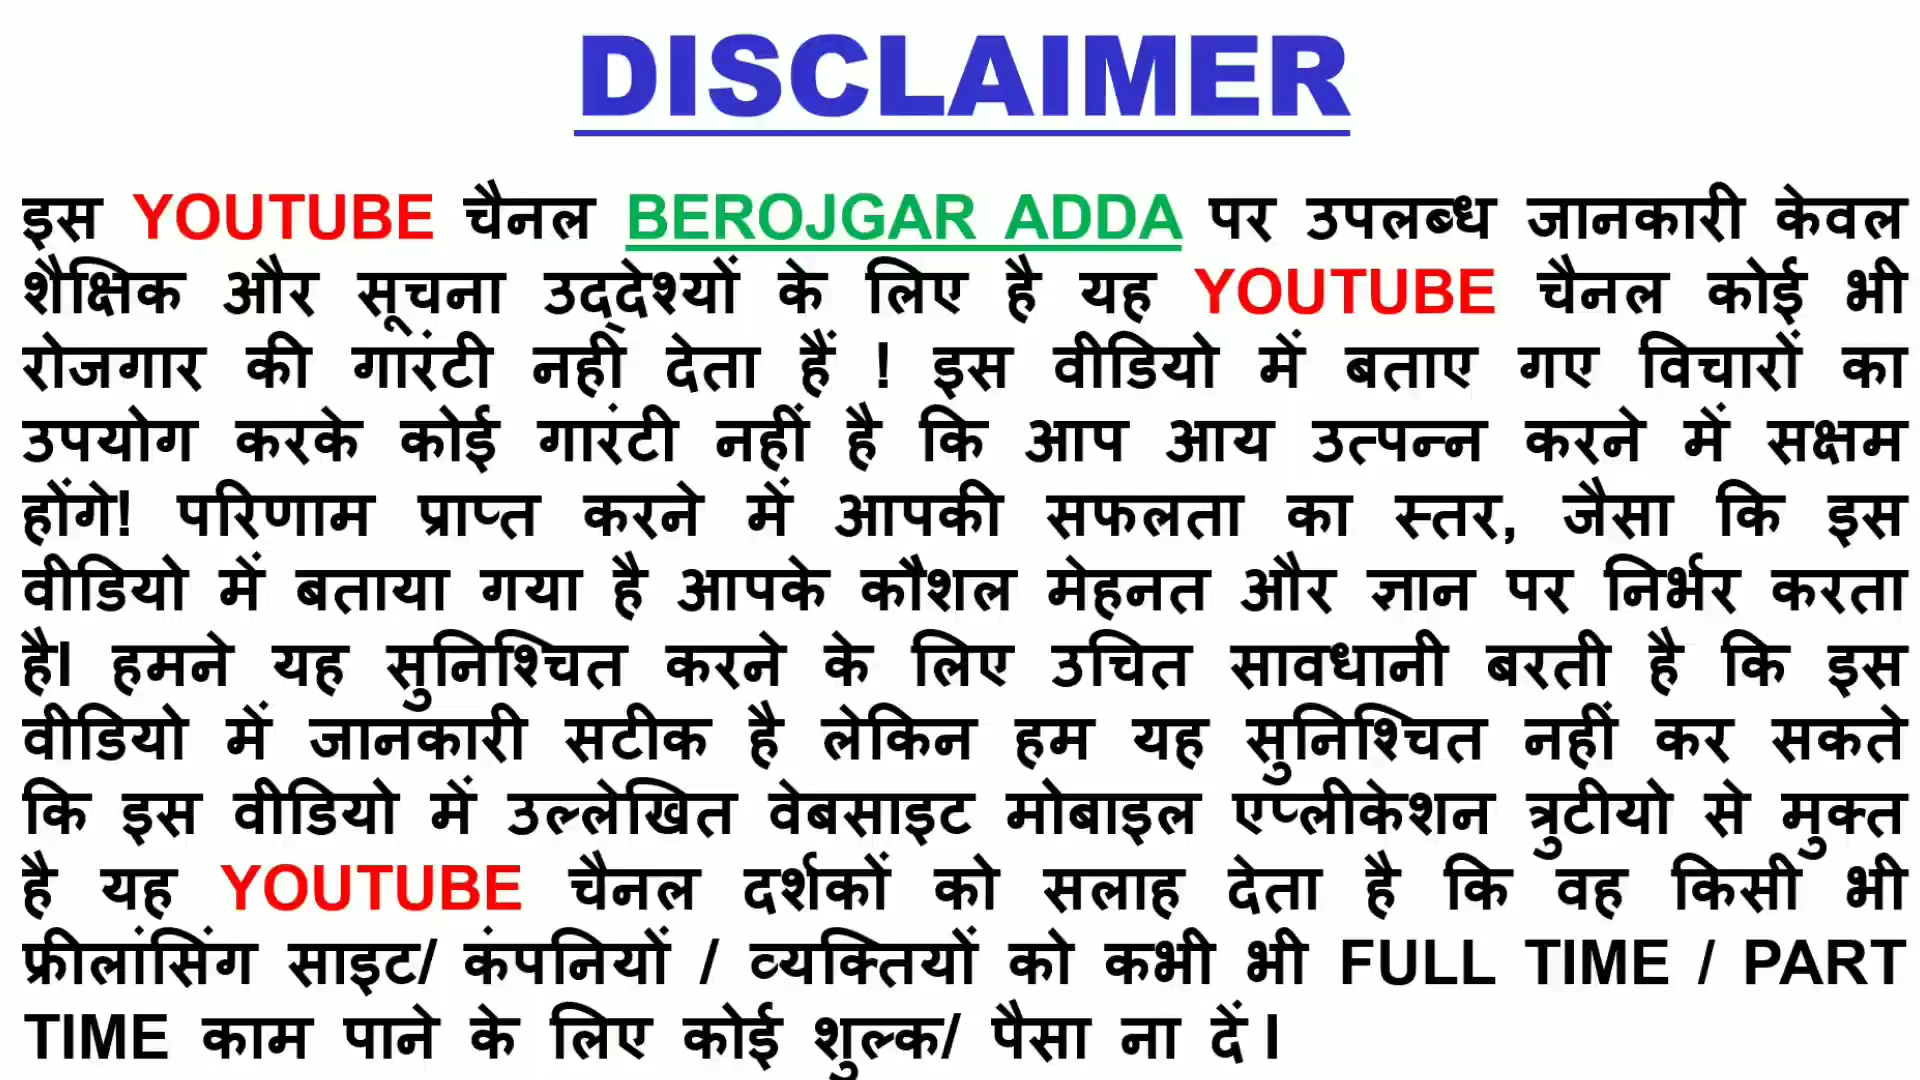 DISCLAIMER
इस YOUTUBE चैनल BEROJGAR ADDA पर उपलब्ध जानकारी केवल
शैक्षिक और सूचना उद्देश्यों के लिए है यह YOUTUBE चैनल कोई भी
रोजगार की गारंटी नही देता हैं ! इस वीडियो में बताए गए विचारों का
उपयोग करके कोई गारंटी नहीं है कि आप आय उत्पन्न करने में सक्षम
होंगे! परिणाम प्राप्त करने में आपकी सफलता का स्तर, जैसा कि इस
वीडियो में बताया गया है आपके कौशल मेहनत और ज्ञान पर निर्भर करता
है। हमने यह सुनिश्चित करने के लिए उचित सावधानी बरती है कि इस
वीडियो में जानकारी सटीक है लेकिन हम यह सुनिश्चित नहीं कर सकते
कि इस वीडियो में उल्लेखित वेबसाइट मोबाइल एप्लीकेशन त्रुटीयो से मुक्त
है यह YOUTUBE चैनल दर्शकों को सलाह देता है कि वह किसी भी
फ्रीलांसिंग साइट/ कंपनियों / व्यक्तियों को कभी भी FULL TIME / PART
TIME काम पाने के लिए कोई शुल्क/ पैसा ना दें।